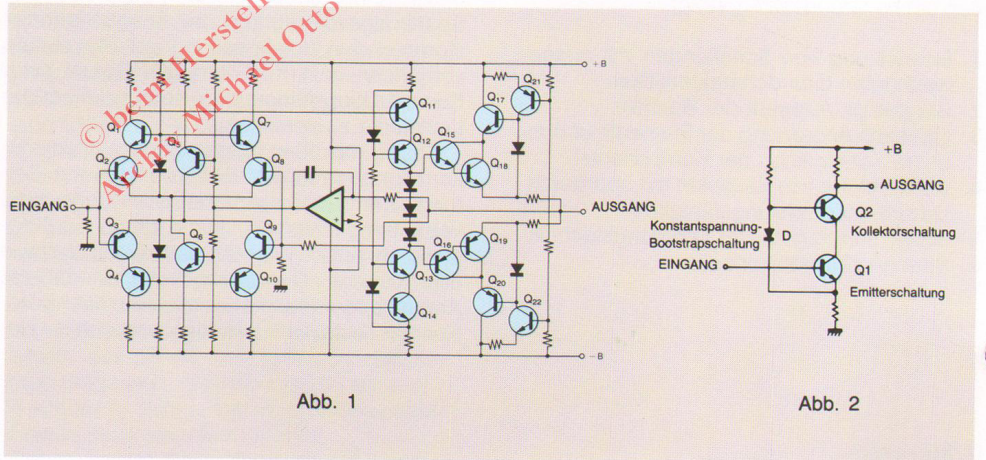 © beim Herstell
Archiv Michael Otto
+B
Q21
Q17
Q11
Q1
Q7
Q5
Q12
Q15
Q2
Q8
Q18
EINGANG
AUSGANG
Q3
Q9
Q6
Q16
Q19
Q4
Q10
Q13
Q20
Q22
Q14
−B
Abb. 1
+B
AUSGANG
Q2
Kollektorschaltung
Konstantspannung-
Bootstrapschaltung
D
EINGANG
Q1
Emitterschaltung
Abb. 2